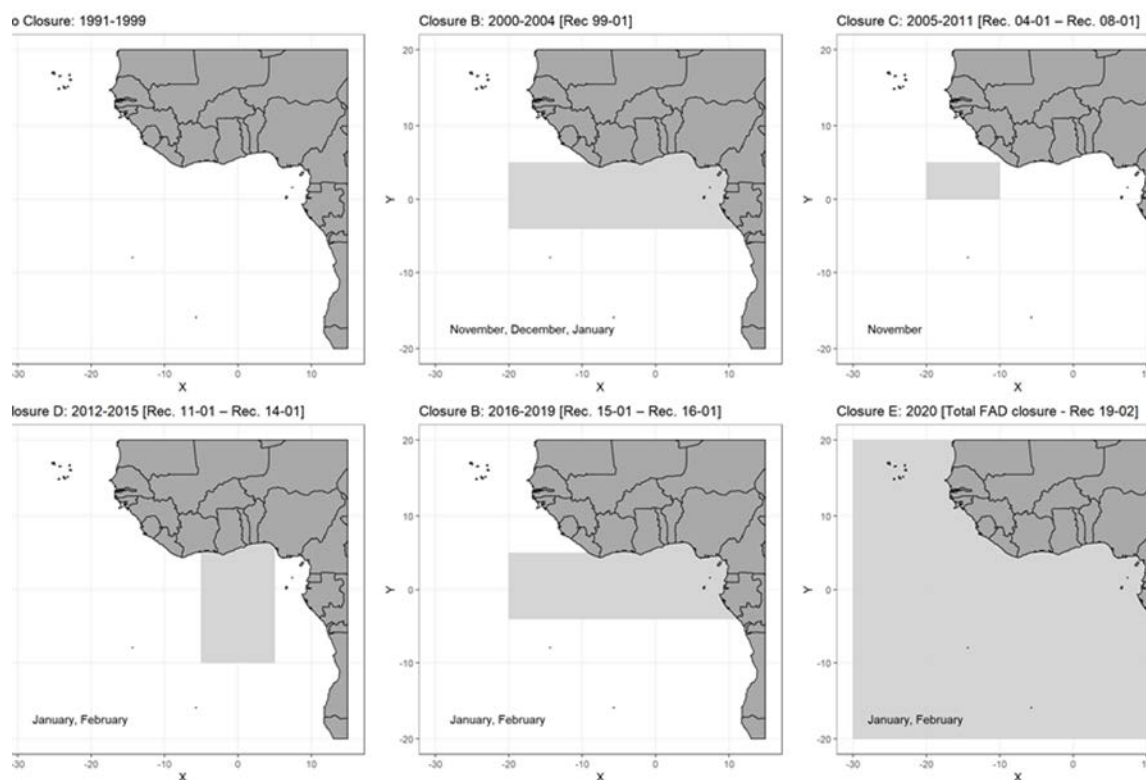 o Closure: 1991-1999
Closure B: 2000-2004 [Rec 99-01]
Closure C: 2005-2011 [Rec. 04-01 – Rec. 08-01]
20
10
0
-10
-20
Y
20
10
0
-10
-20
Y
November, December, January
November
-30 -20 -10 0 10
-30 -20 -10 0 10
-30 -20 -10 0 10
X
X
X
losure D: 2012-2015 [Rec. 11-01 – Rec. 14-01]
Closure B: 2016-2019 [Rec. 15-01 – Rec. 16-01]
Closure E: 2020 [Total FAD closure - Rec 19-02]
20
10
0
-10
-20
Y
20
10
0
-10
-20
Y
January, February
January, February
January, February
-30 -20 -10 0 10
-30 -20 -10 0 10
-30 -20 -10 0 10
X
X
X